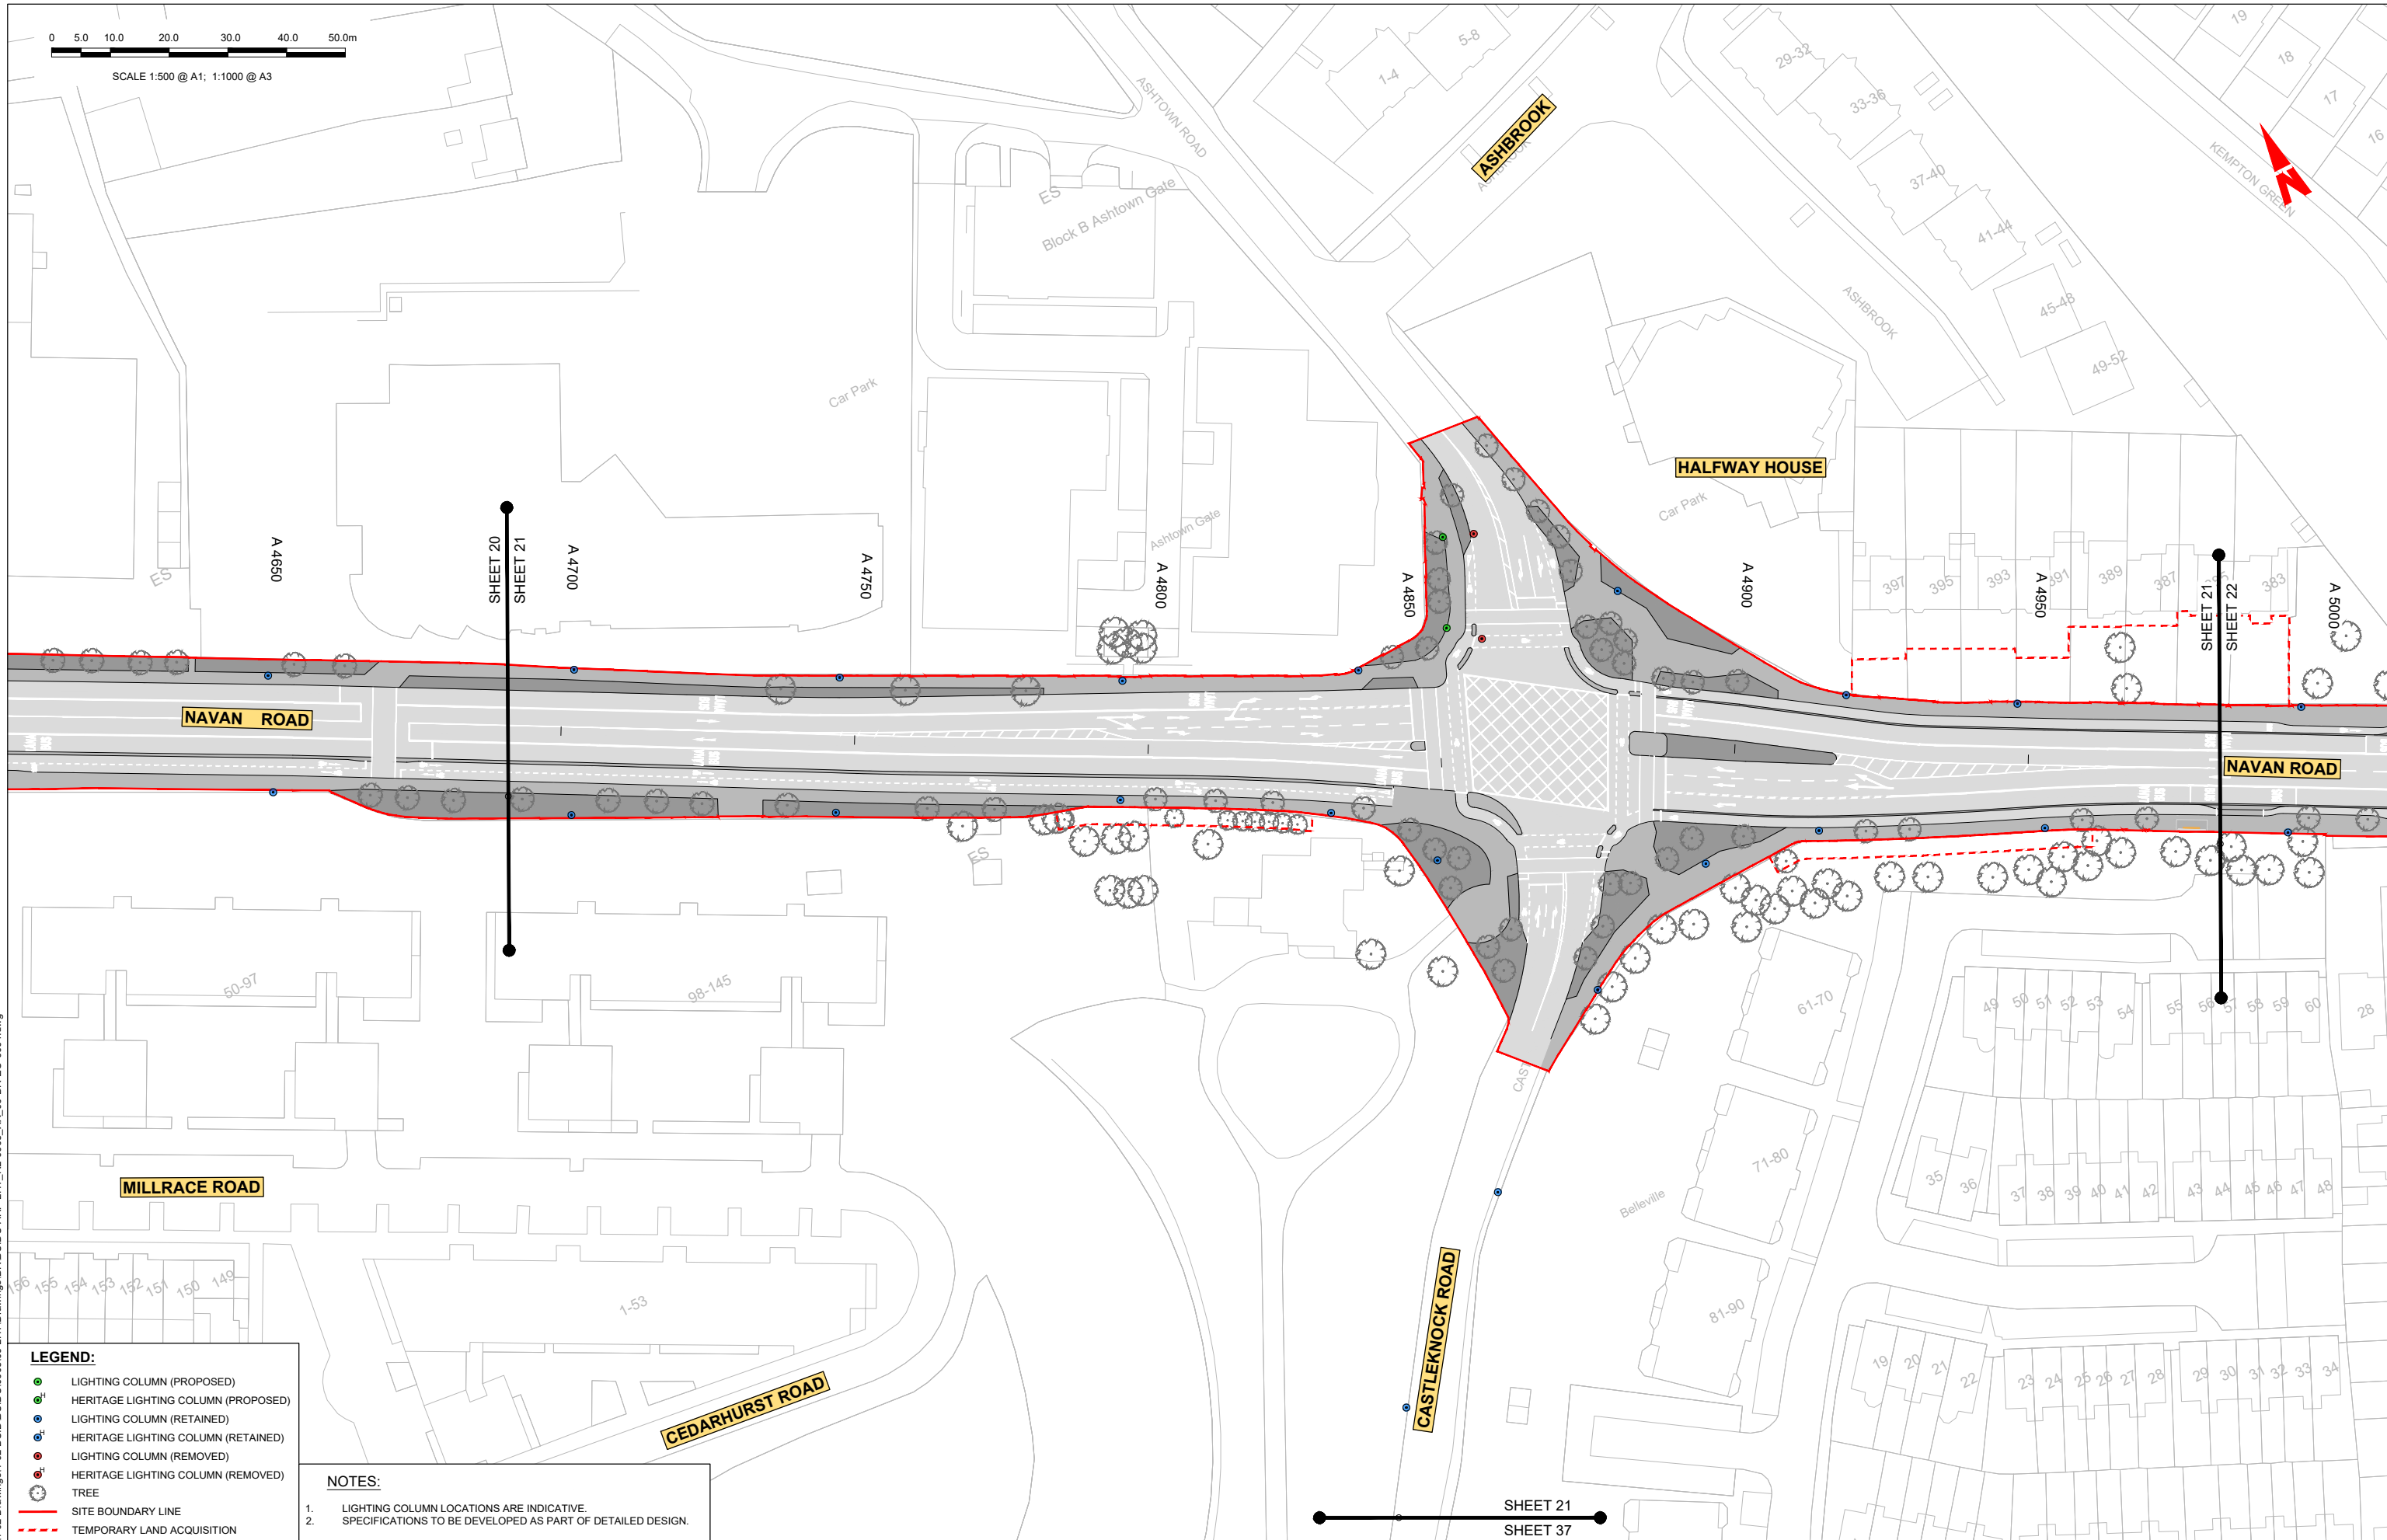 0 5.0 10.0 20.0 30.0 40.0 50.0m
SCALE 1:500 @ A1; 1:1000 @ A3
ASHTOWN ROAD
1-4
5-8
ASHBROOK
29-32
33-36
37-40
41-44
45-48
49-52
ASHBROOK
19
18
17
16
KEMPTON GREEN
N
ES
Block B Ashtown Gate
Car Park
Ashtown Gate
HALFWAY HOUSE
Car Park
ES
A 4650
SHEET 20
SHEET 21
A 4700
A 4750
A 4800
A 4850
A 4900
A 4950
A 5000
SHEET 21
SHEET 22
397
395
393
391
389
387
383
NAVAN ROAD
NAVAN ROAD
BUS
LANE
ES
50-97
98-145
61-70
71-80
81-90
Belleville
49
50
51
52
53
54
55
56
57
58
59
60
28
35
36
37
38
39
40
41
42
43
44
45
46
47
48
MILLRACE ROAD
156
155
154
153
152
151
150
149
1-53
CEDARHURST ROAD
CASTLEKNOCK ROAD
19
20
21
22
23
24
25
26
27
28
29
30
31
32
33
34
LEGEND:
LIGHTING COLUMN (PROPOSED)
H HERITAGE LIGHTING COLUMN (PROPOSED)
LIGHTING COLUMN (RETAINED)
H HERITAGE LIGHTING COLUMN (RETAINED)
LIGHTING COLUMN (REMOVED)
H HERITAGE LIGHTING COLUMN (REMOVED)
TREE
SITE BOUNDARY LINE
TEMPORARY LAND ACQUISITION
NOTES:
1. LIGHTING COLUMN LOCATIONS ARE INDICATIVE.
2. SPECIFICATIONS TO BE DEVELOPED AS PART OF DETAILED DESIGN.
SHEET 21
SHEET 37